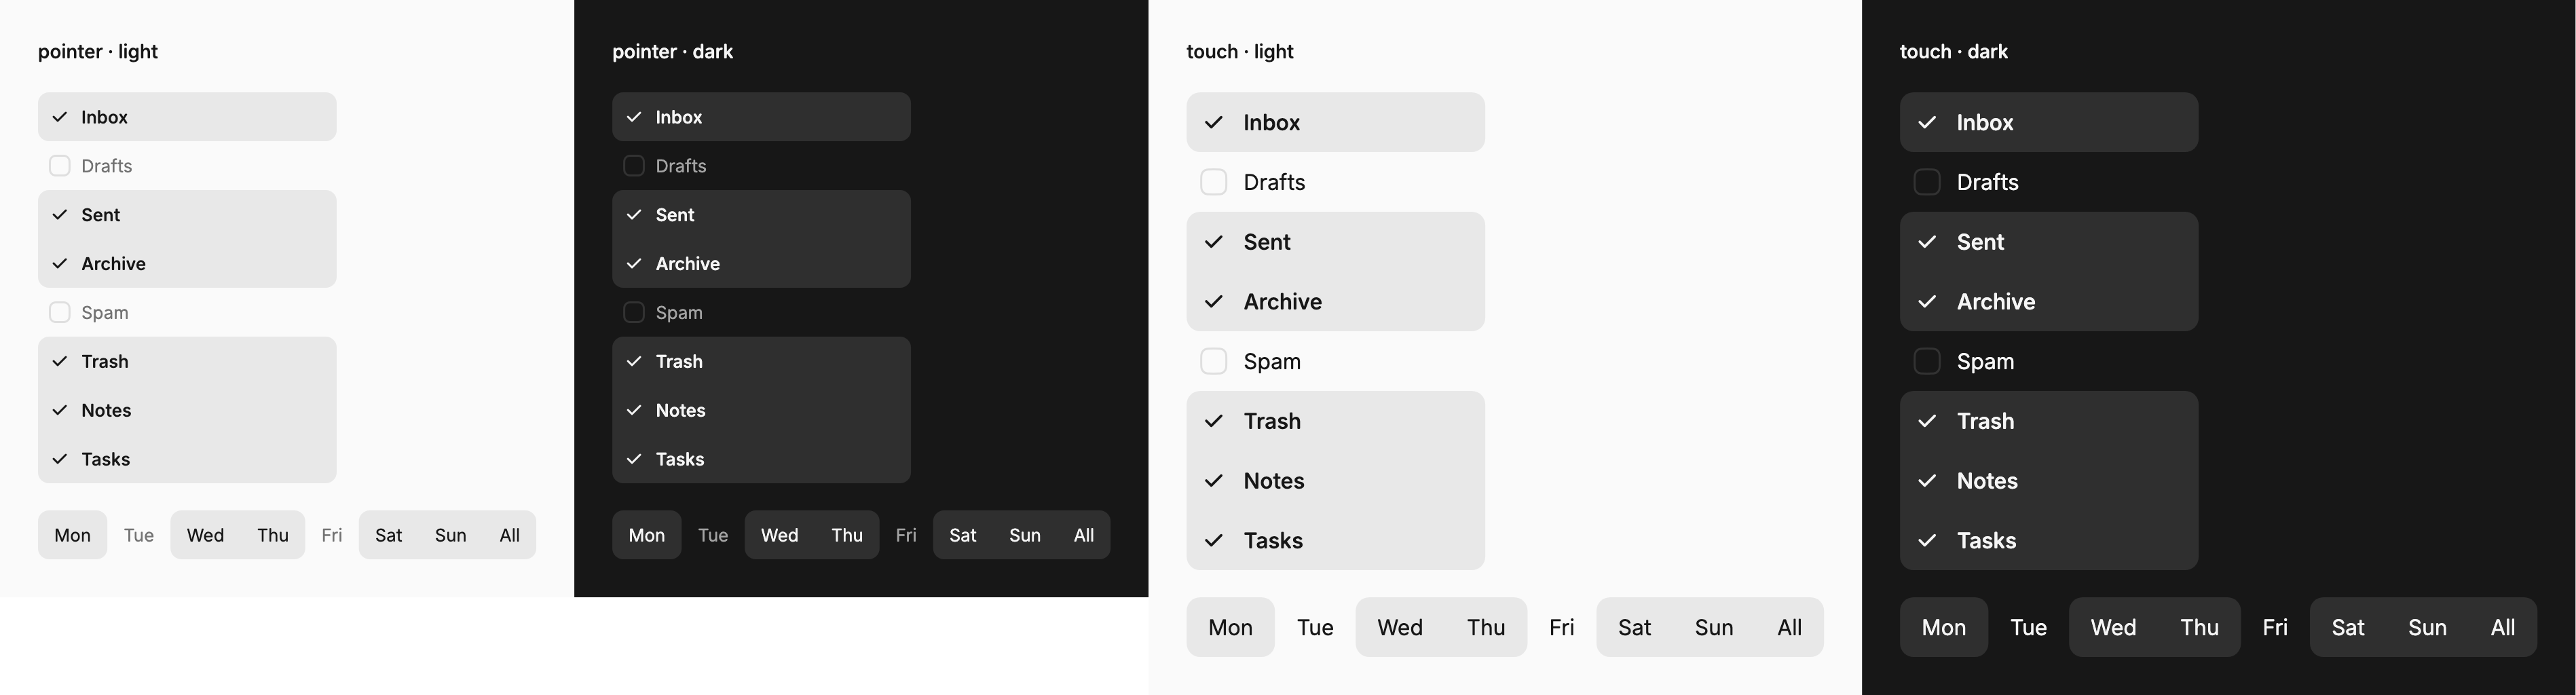 pointer · light
Inbox
Drafts
Sent
Archive
Spam
Trash
Notes
Tasks
Mon Tue Wed Thu Fri Sat Sun All
pointer · dark
Inbox
Drafts
Sent
Archive
Spam
Trash
Notes
Tasks
Mon Tue Wed Thu Fri Sat Sun All
touch · light
Inbox
Drafts
Sent
Archive
Spam
Trash
Notes
Tasks
Mon Tue Wed Thu Fri Sat Sun All
touch · dark
Inbox
Drafts
Sent
Archive
Spam
Trash
Notes
Tasks
Mon Tue Wed Thu Fri Sat Sun All